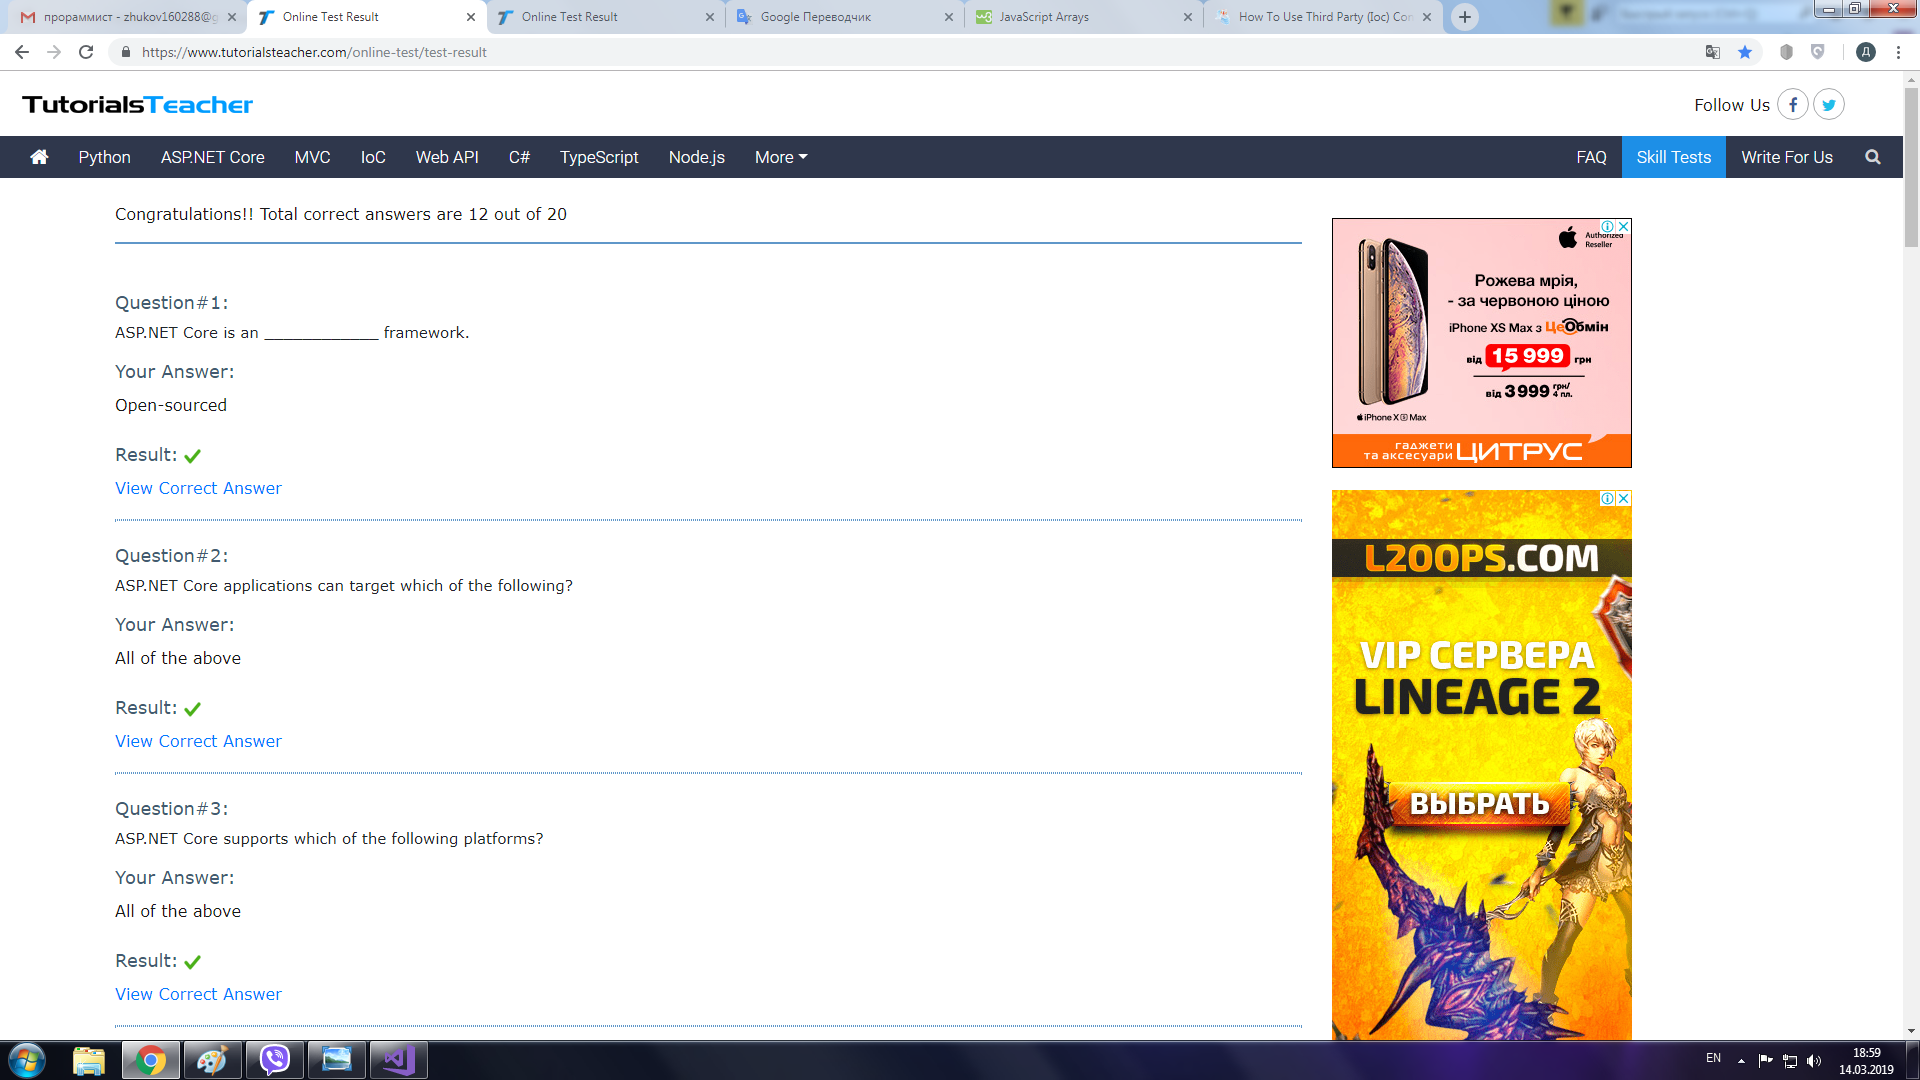 прораммист - zhukov160288@g
Online Test Result
Online Test Result
Google Переводчик
JavaScript Arrays
How To Use Third Party (Ioc) Con
https://www.tutorialsteacher.com/online-test/test-result
Д
TutorialsTeacher
Follow Us
Python ASP.NET Core MVC IoC Web API C# TypeScript Node.js More FAQ Skill Tests Write For Us
Congratulations!! Total correct answers are 12 out of 20
Question#1:
ASP.NET Core is an _____________ framework.
Your Answer:
Open-sourced
Result:
View Correct Answer
Question#2:
ASP.NET Core applications can target which of the following?
Your Answer:
All of the above
Result:
View Correct Answer
Question#3:
ASP.NET Core supports which of the following platforms?
Your Answer:
All of the above
Result:
View Correct Answer
Authorized
Reseller
Рожева мрія,
- за червоною ціною
iPhone XS Max з ЦеОбмін
від 15 999 грн
від 3 999 грн/
4 пл.
iPhone XS Max
гаджети
та аксесуари ЦИТРУС
L2OOPS.COM
VIP СЕРВЕРА
LINEAGE 2
ВЫБРАТЬ
EN
18:59
14.03.2019